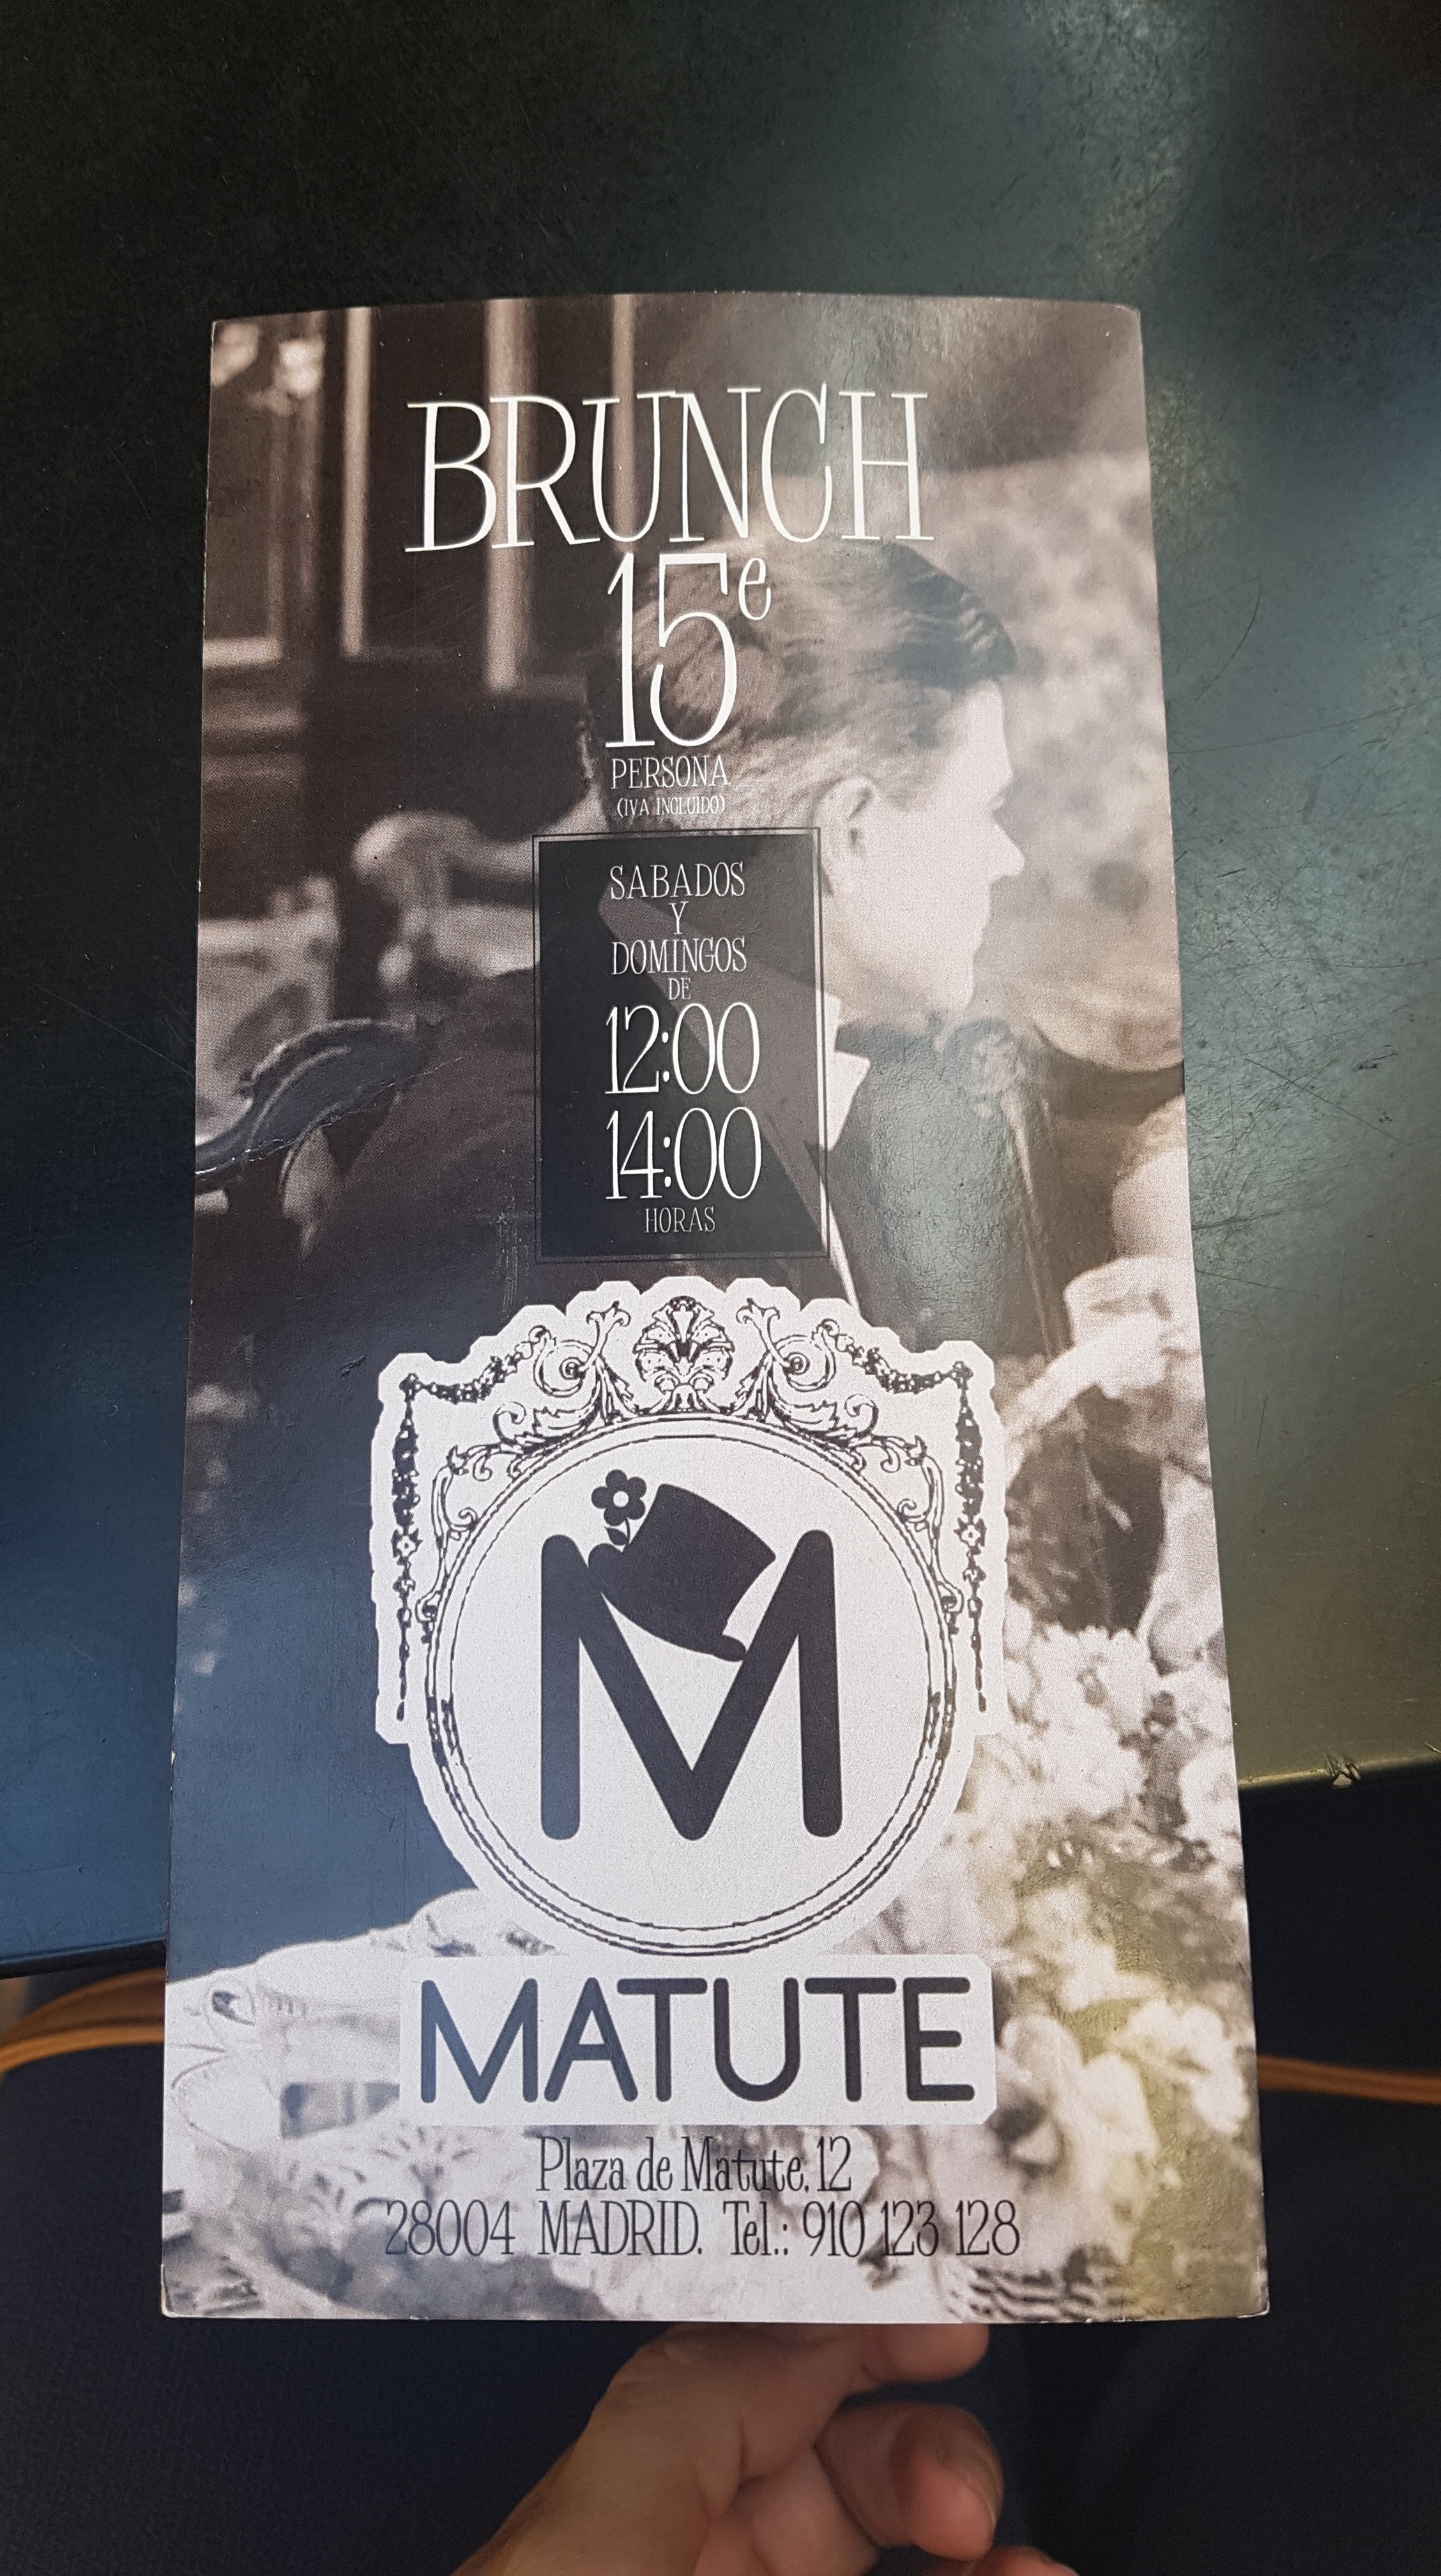 BRUNCH
15e
PERSONA
(IVA INCLUIDO)
SABADOS
Y
DOMINGOS
DE
12:00
14:00
HORAS
M
MATUTE
Plaza de Matute, 12
28004 MADRID. Tel.: 910 123 128